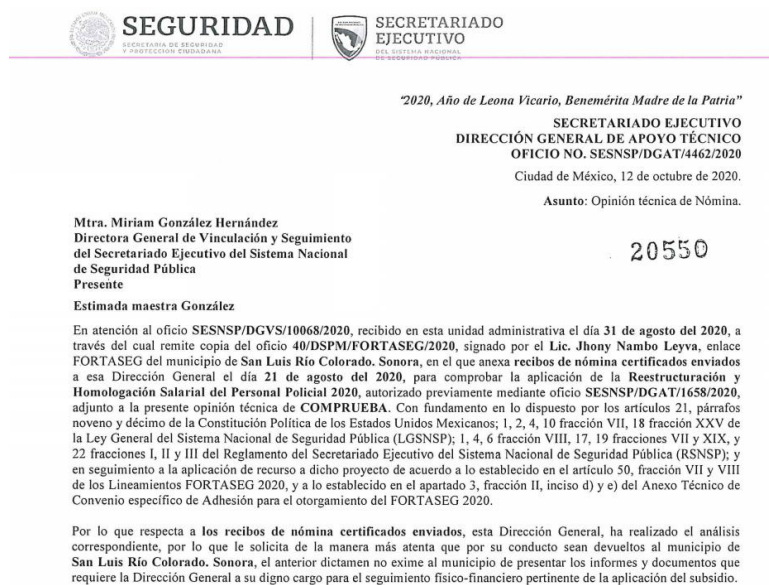 SEGURIDAD
SECRETARÍA DE SEGURIDAD
Y PROTECCIÓN CIUDADANA
SECRETARIADO
EJECUTIVO
DEL SISTEMA NACIONAL
DE SEGURIDAD PÚBLICA
"2020, Año de Leona Vicario, Benemérita Madre de la Patria"
SECRETARIADO EJECUTIVO
DIRECCIÓN GENERAL DE APOYO TÉCNICO
OFICIO NO. SESNSP/DGAT/4462/2020
Ciudad de México, 12 de octubre de 2020.
Asunto: Opinión técnica de Nómina.
Mtra. Miriam González Hernández
Directora General de Vinculación y Seguimiento
del Secretariado Ejecutivo del Sistema Nacional
de Seguridad Pública
Presente
20550
Estimada maestra González
En atención al oficio SESNSP/DGVS/10068/2020, recibido en esta unidad administrativa el día 31 de agosto del 2020, a
través del cual remite copia del oficio 40/DSPM/FORTASEG/2020, signado por el Lic. Jhony Nambo Leyva, enlace
FORTASEG del municipio de San Luis Río Colorado. Sonora, en el que anexa recibos de nómina certificados enviados
a esa Dirección General el día 21 de agosto del 2020, para comprobar la aplicación de la Reestructuración y
Homologación Salarial del Personal Policial 2020, autorizado previamente mediante oficio SESNSP/DGAT/1658/2020,
adjunto a la presente opinión técnica de COMPRUEBA. Con fundamento en lo dispuesto por los artículos 21, párrafos
noveno y décimo de la Constitución Política de los Estados Unidos Mexicanos; 1, 2, 4, 10 fracción VII, 18 fracción XXV de
la Ley General del Sistema Nacional de Seguridad Pública (LGSNSP); 1, 4, 6 fracción VIII, 17, 19 fracciones VII y XIX, y
22 fracciones I, II y III del Reglamento del Secretariado Ejecutivo del Sistema Nacional de Seguridad Pública (RSNSP); y
en seguimiento a la aplicación de recurso a dicho proyecto de acuerdo a lo establecido en el artículo 50, fracción VII y VIII
de los Lineamientos FORTASEG 2020, y a lo establecido en el apartado 3, fracción II, inciso d) y e) del Anexo Técnico de
Convenio específico de Adhesión para el otorgamiento del FORTASEG 2020.
Por lo que respecta a los recibos de nómina certificados enviados, esta Dirección General, ha realizado el análisis
correspondiente, por lo que le solicita de la manera más atenta que por su conducto sean devueltos al municipio de
San Luis Río Colorado. Sonora, el anterior dictamen no exime al municipio de presentar los informes y documentos que
requiere la Dirección General a su digno cargo para el seguimiento físico-financiero pertinente de la aplicación del subsidio.